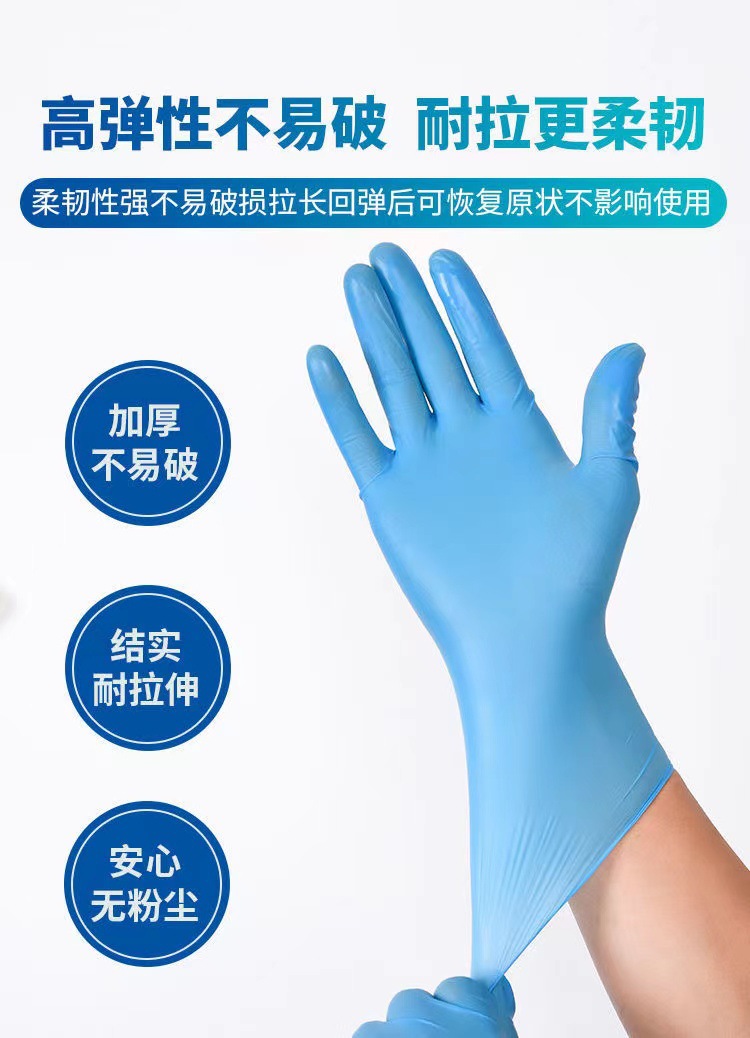 高弹性不易破 耐拉更柔韧
柔韧性强不易破损拉长回弹后可恢复原状不影响使用
加厚
不易破
结实
耐拉伸
安心
无粉尘